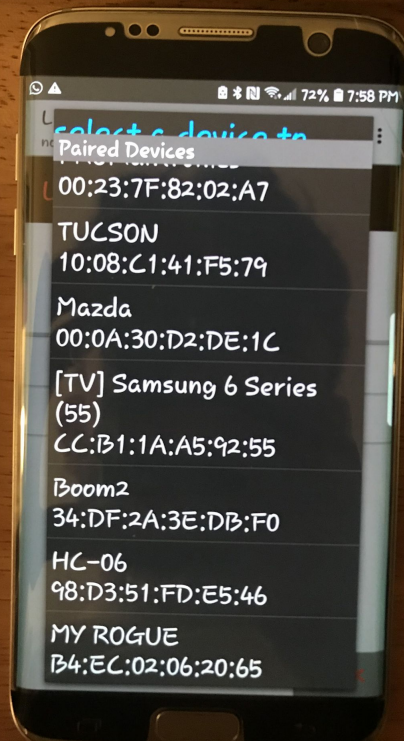 72% 7:58 PM
select a device to
Paired Devices
00:23:7F:82:02:A7
TUCSON
10:08:C1:41:F5:79
Mazda
00:0A:30:D2:DE:1C
[TV] Samsung 6 Series
(55)
CC:B1:1A:A5:92:55
Boom2
34:DF:2A:3E:DB:F0
HC-06
98:D3:51:FD:E5:46
MY ROGUE
B4:EC:02:06:20:65